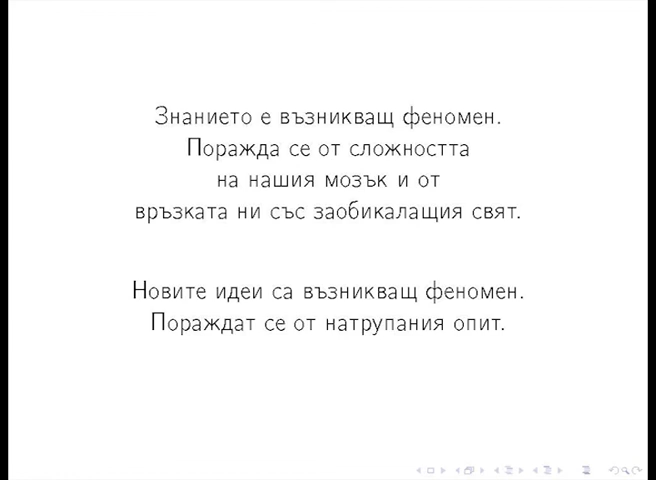 Знанието е възникващ феномен.
Поражда се от сложността
на нашия мозък и от
връзката ни със заобикалащия свят.
Новите идеи са възникващ феномен.
Пораждат се от натрупания опит.